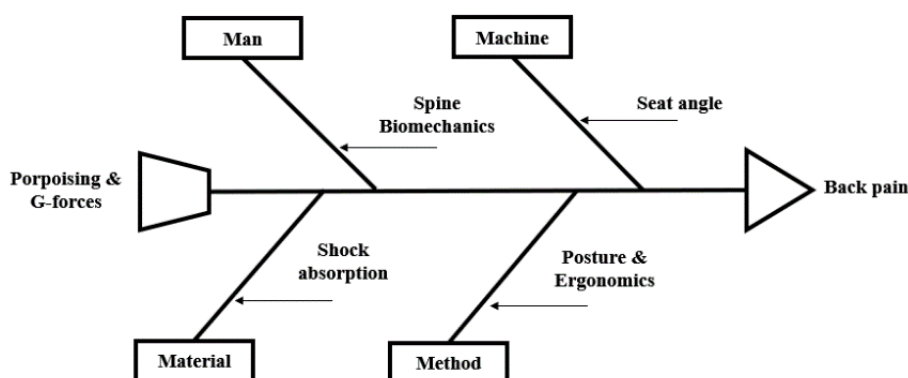 Man
Machine
Spine
Biomechanics
Seat angle
Porpoising &
G-forces
Back pain
Shock
absorption
Posture &
Ergonomics
Material
Method